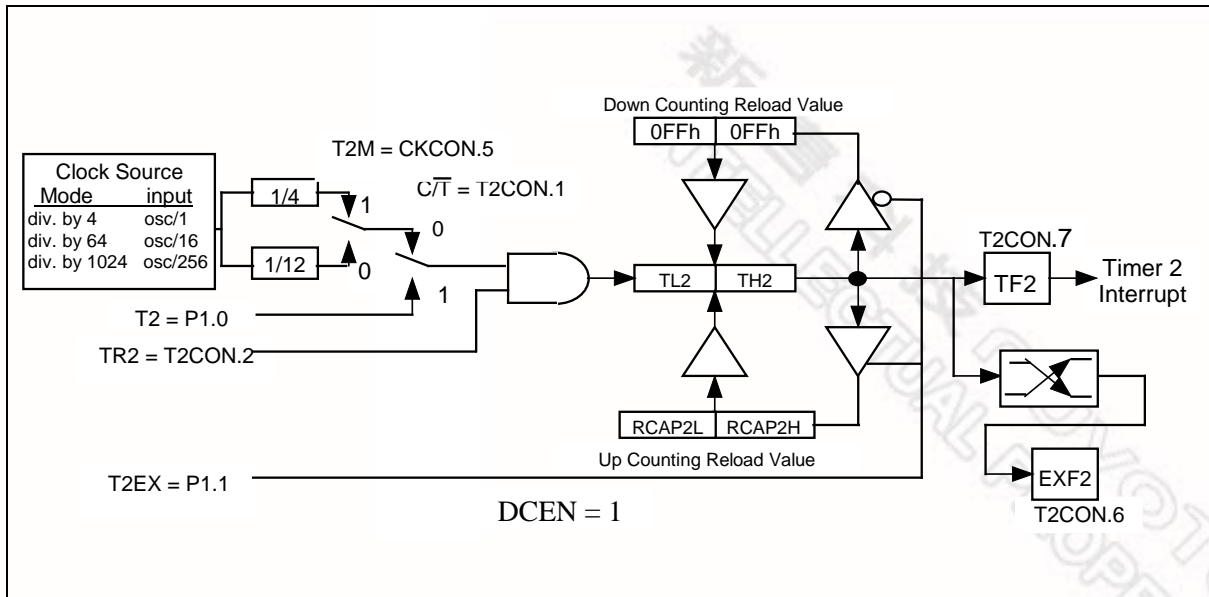 Down Counting Reload Value
0FFh 0FFh
T2M = CKCON.5
C/T̅ = T2CON.1
Clock Source
Mode input
div. by 4 osc/1
div. by 64 osc/16
div. by 1024 osc/256
1/4
1/12
1
0
0
1
T2 = P1.0
TR2 = T2CON.2
TL2 TH2
T2CON.7
TF2
Timer 2
Interrupt
RCAP2L RCAP2H
Up Counting Reload Value
T2EX = P1.1
DCEN = 1
EXF2
T2CON.6